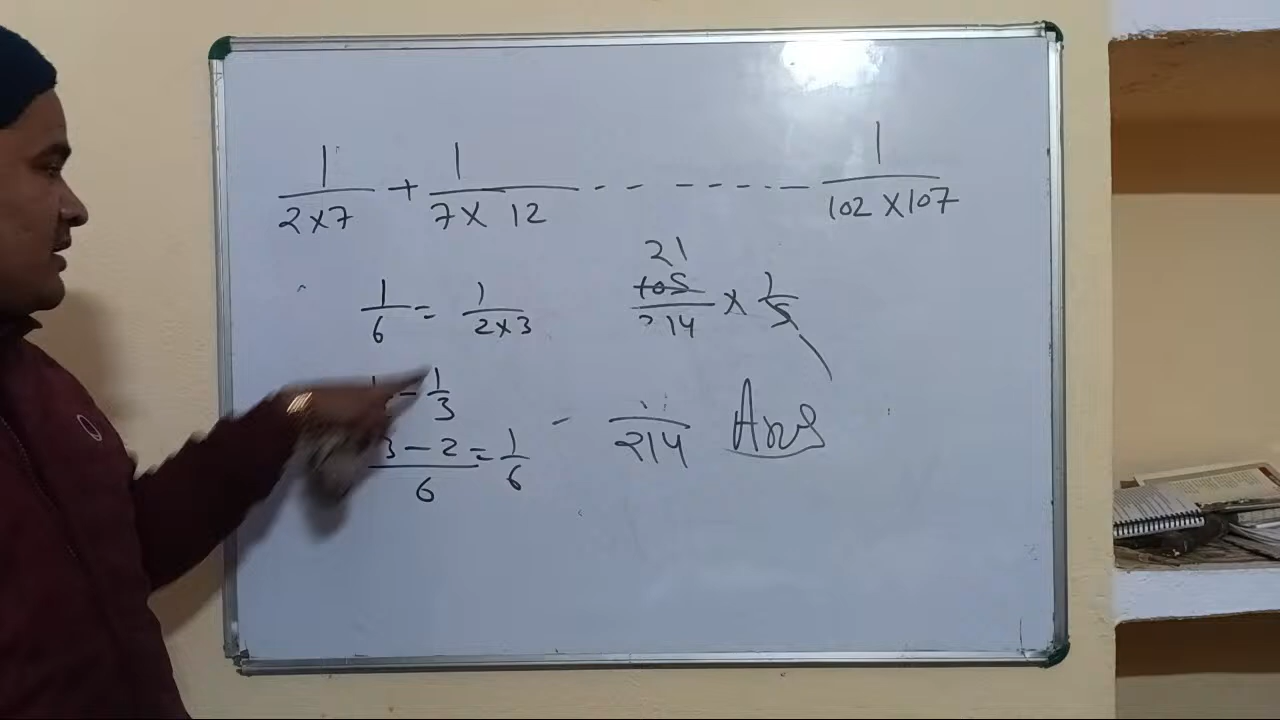 1/(2×7) + 1/(7×12) -- -----– 1/(102×107)
1/6 = 1/(2×3)
21
105/214 × 1/5
– 1/3
3–2/6 = 1/6
– /214 Ans